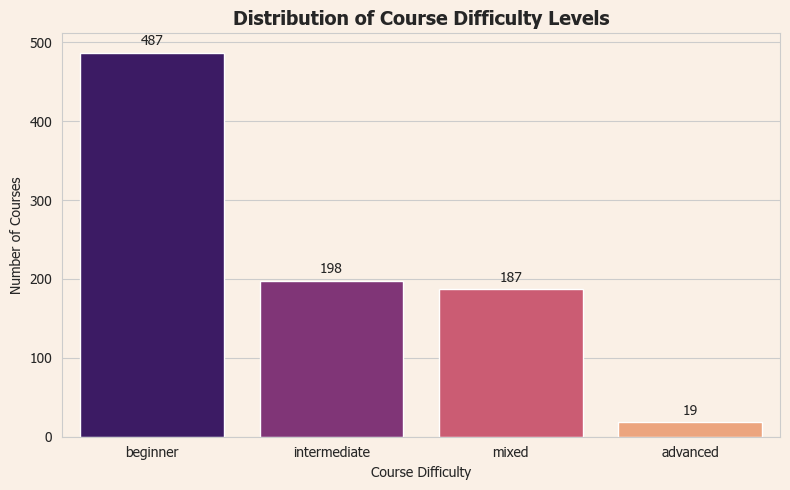 Distribution of Course Difficulty Levels
Number of Courses
500
400
300
200
100
0
487
198
187
19
beginner
intermediate
mixed
advanced
Course Difficulty